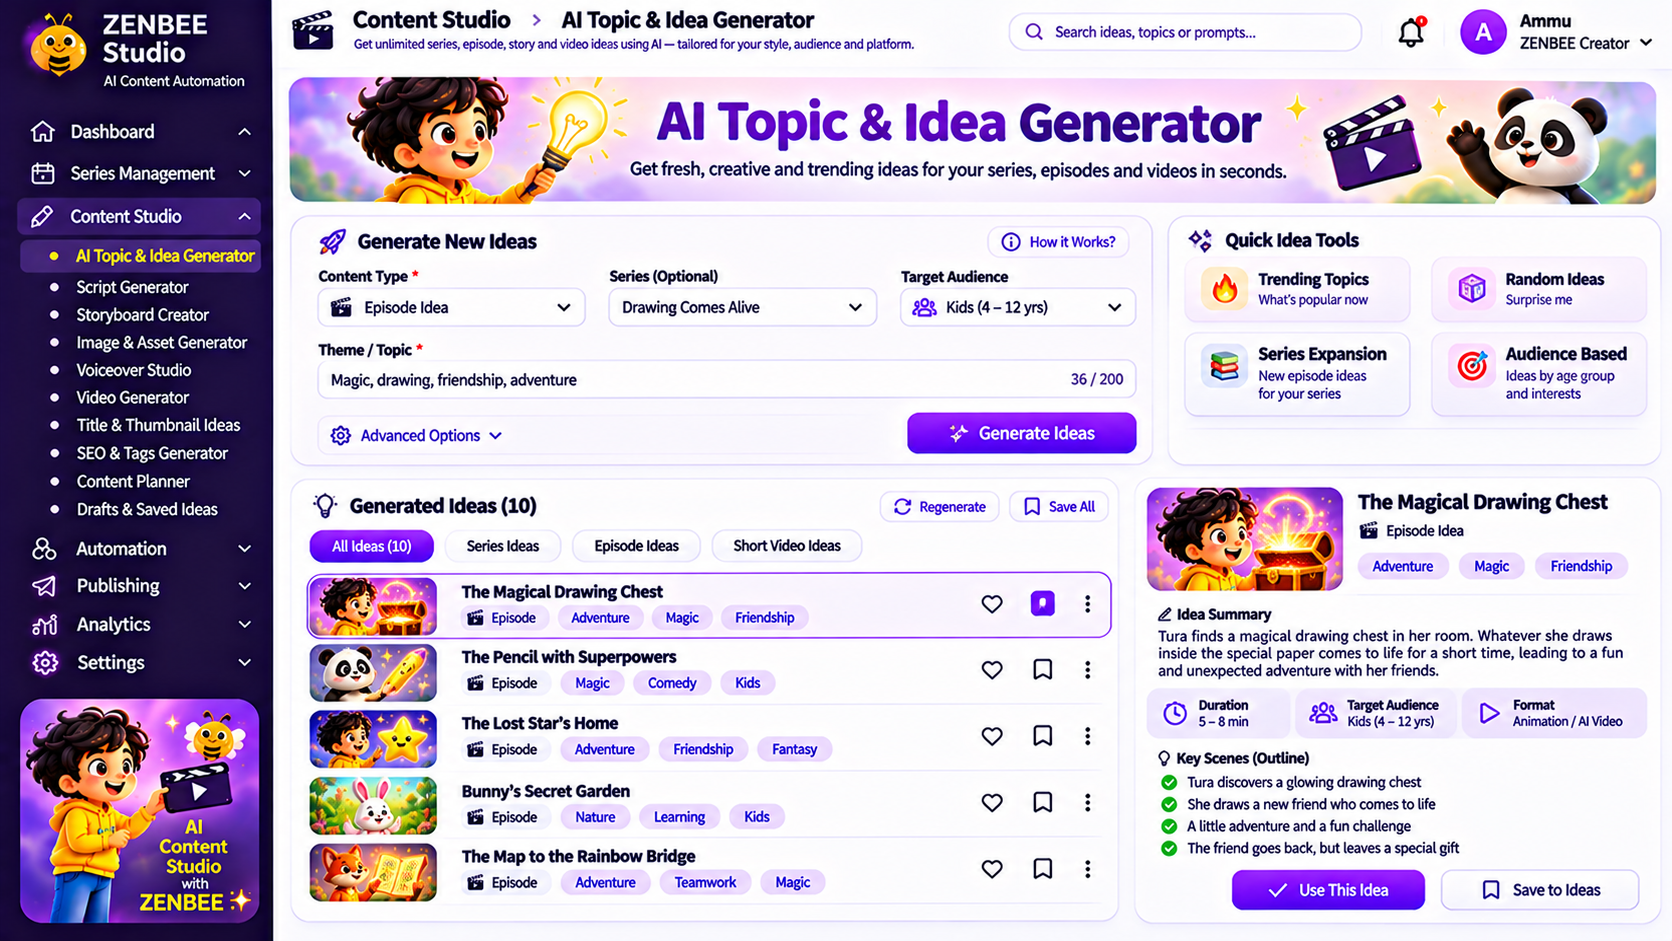 ZENBEE
Studio
AI Content Automation
Dashboard
Series Management
Content Studio
AI Topic & Idea Generator
Script Generator
Storyboard Creator
Image & Asset Generator
Voiceover Studio
Video Generator
Title & Thumbnail Ideas
SEO & Tags Generator
Content Planner
Drafts & Saved Ideas
Automation
Publishing
Analytics
Settings
AI
Content
Studio
with
ZENBEE
Content Studio > AI Topic & Idea Generator
Get unlimited series, episode, story and video ideas using AI — tailored for your style, audience and platform.
Search ideas, topics or prompts...
A
Ammu
ZENBEE Creator
AI Topic & Idea Generator
Get fresh, creative and trending ideas for your series, episodes and videos in seconds.
Generate New Ideas
How it Works?
Content Type *
Series (Optional)
Target Audience
Episode Idea
Drawing Comes Alive
Kids (4 – 12 yrs)
Theme / Topic *
Magic, drawing, friendship, adventure
36 / 200
Advanced Options
Generate Ideas
Quick Idea Tools
Trending Topics
What's popular now
Random Ideas
Surprise me
Series Expansion
New episode ideas
for your series
Audience Based
Ideas by age group
and interests
Generated Ideas (10)
Regenerate
Save All
All Ideas (10)
Series Ideas
Episode Ideas
Short Video Ideas
The Magical Drawing Chest
Episode
Adventure
Magic
Friendship
The Pencil with Superpowers
Episode
Magic
Comedy
Kids
The Lost Star's Home
Episode
Adventure
Friendship
Fantasy
Bunny's Secret Garden
Episode
Nature
Learning
Kids
The Map to the Rainbow Bridge
Episode
Adventure
Teamwork
Magic
The Magical Drawing Chest
Episode Idea
Adventure
Magic
Friendship
Idea Summary
Tura finds a magical drawing chest in her room. Whatever she draws
inside the special paper comes to life for a short time, leading to a fun
and unexpected adventure with her friends.
Duration
5 – 8 min
Target Audience
Kids (4 – 12 yrs)
Format
Animation / AI Video
Key Scenes (Outline)
Tura discovers a glowing drawing chest
She draws a new friend who comes to life
A little adventure and a fun challenge
The friend goes back, but leaves a special gift
Use This Idea
Save to Ideas